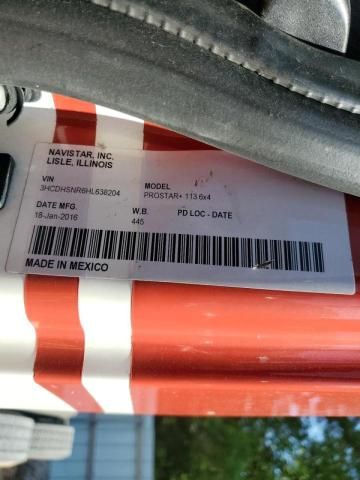 NAVISTAR, INC.
LISLE, ILLINOIS
VIN MODEL
3HCDHSNR6HL638204 PROSTAR+ 113 6x4
DATE MFG. W.B. PD LOC - DATE
18-Jan-2016 445
MADE IN MEXICO